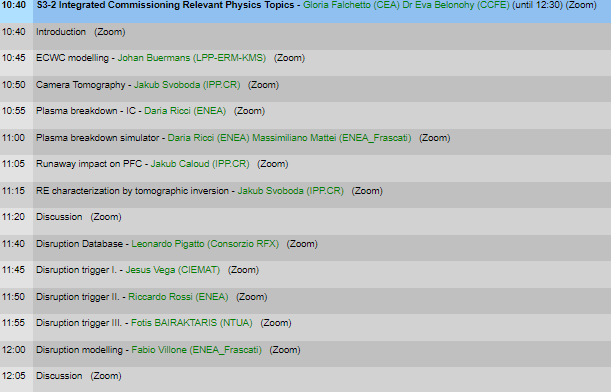 10:40 S3-2 Integrated Commissioning Relevant Physics Topics - Gloria Falchetto (CEA) Dr Eva Belonohy (CCFE) (until 12:30) (Zoom)
10:40 Introduction (Zoom)
10:45 ECWC modelling - Johan Buermans (LPP-ERM-KMS) (Zoom)
10:50 Camera Tomography - Jakub Svoboda (IPP.CR) (Zoom)
10:55 Plasma breakdown - IC - Daria Ricci (ENEA) (Zoom)
11:00 Plasma breakdown simulator - Daria Ricci (ENEA) Massimiliano Mattei (ENEA_Frascati) (Zoom)
11:05 Runaway impact on PFC - Jakub Caloud (IPP.CR) (Zoom)
11:15 RE characterization by tomographic inversion - Jakub Svoboda (IPP.CR) (Zoom)
11:20 Discussion (Zoom)
11:40 Disruption Database - Leonardo Pigatto (Consorzio RFX) (Zoom)
11:45 Disruption trigger I. - Jesus Vega (CIEMAT) (Zoom)
11:50 Disruption trigger II. - Riccardo Rossi (ENEA) (Zoom)
11:55 Disruption trigger III. - Fotis BAIRAKTARIS (NTUA) (Zoom)
12:00 Disruption modelling - Fabio Villone (ENEA_Frascati) (Zoom)
12:05 Discussion (Zoom)